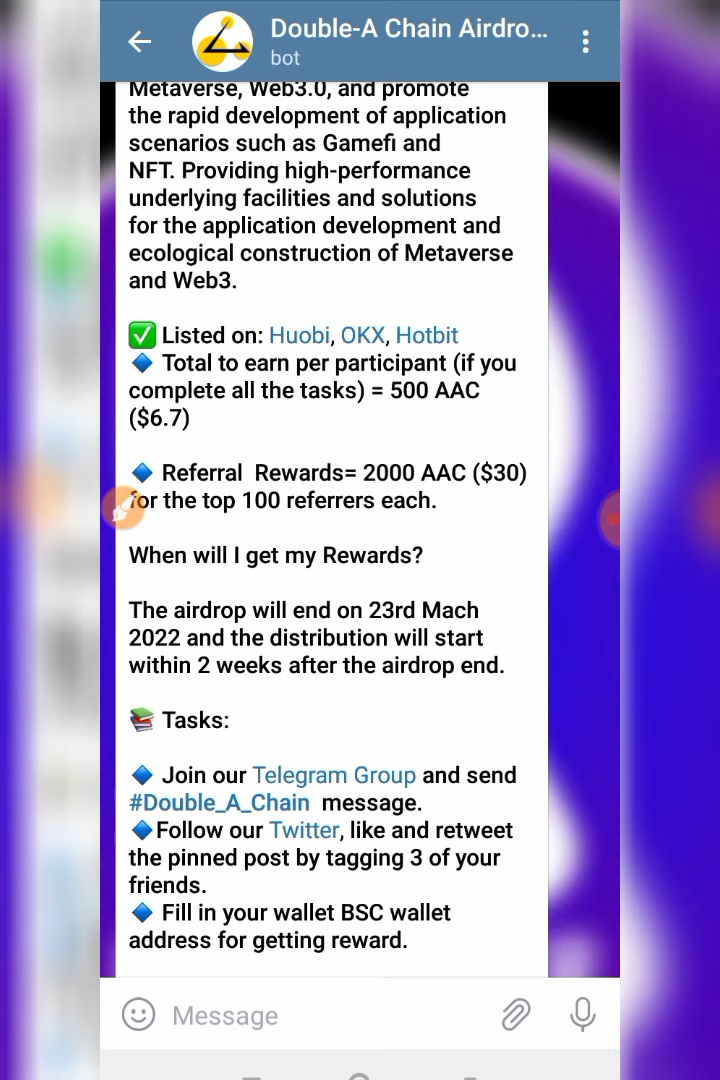 Double-A Chain Airdro...
bot
Metaverse, Web3.0, and promote
the rapid development of application
scenarios such as Gamefi and
NFT. Providing high-performance
underlying facilities and solutions
for the application development and
ecological construction of Metaverse
and Web3.
✅ Listed on: Huobi, OKX, Hotbit
🔹 Total to earn per participant (if you
complete all the tasks) = 500 AAC
($6.7)
🔹 Referral Rewards= 2000 AAC ($30)
for the top 100 referrers each.
When will I get my Rewards?
The airdrop will end on 23rd Mach
2022 and the distribution will start
within 2 weeks after the airdrop end.
📚 Tasks:
🔹 Join our Telegram Group and send
#Double_A_Chain message.
🔹Follow our Twitter, like and retweet
the pinned post by tagging 3 of your
friends.
🔹 Fill in your wallet BSC wallet
address for getting reward.
Message